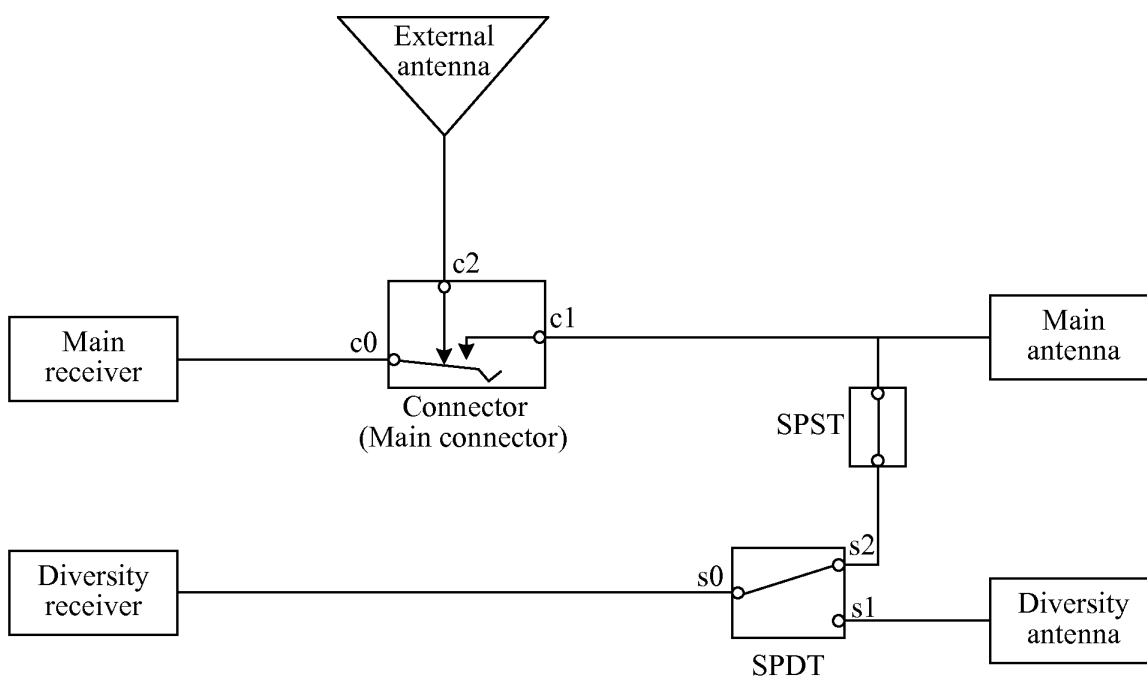 External
antenna
c2
c1
c0
Main
receiver
Main
antenna
Connector
(Main connector)
SPST
s2
s0
s1
Diversity
receiver
Diversity
antenna
SPDT